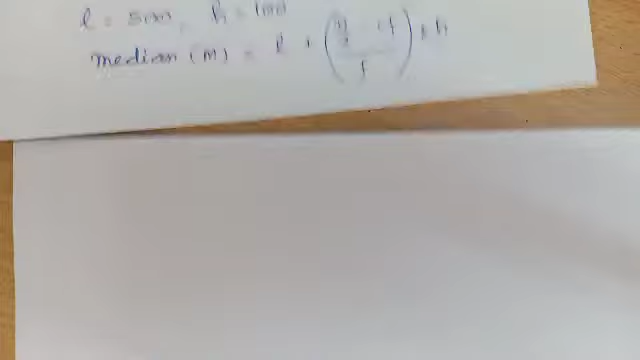 l = 500, h = 100
median (M) = l + (n/2 - cf / f) × h